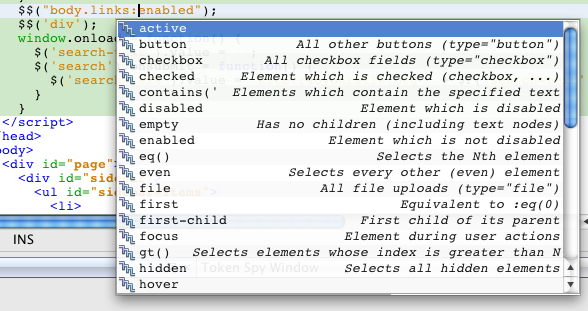 $$("body.links:enabled");
$$('div');
window.onload
$('search-
$('search'
$('sea
}
}
</script>
/head>
body>
<div id="page">
<div id="side
<ul id="si
<li>
active
button All other buttons (type="button")
checkbox All checkbox fields (type="checkbox")
checked Element which is checked (checkbox, ...)
contains(' Elements which contain the specified text
disabled Element which is disabled
empty Has no children (including text nodes)
enabled Element which is not disabled
eq() Selects the Nth element
even Selects every other (even) element
file All file uploads (type="file")
first Equivalent to :eq(0)
first-child First child of its parent
focus Element during user actions
gt() Selects elements whose index is greater than N
hidden Selects all hidden elements
hover
INS
Token Spy Window